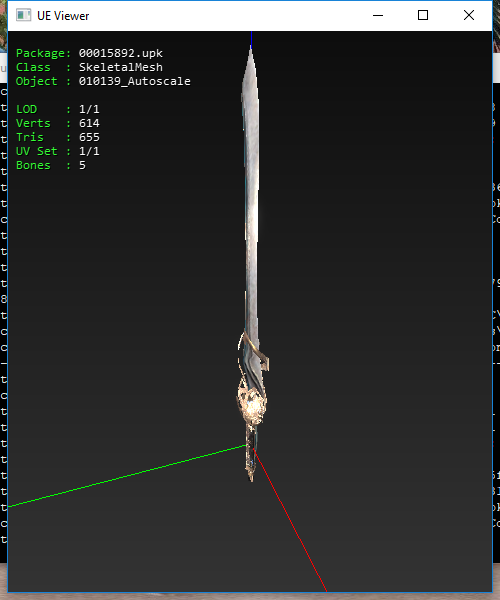 UE Viewer
Package: 00015892.upk
Class  : SkeletalMesh
Object : 010139_Autoscale
LOD    : 1/1
Verts  : 614
Tris   : 655
UV Set : 1/1
Bones  : 5